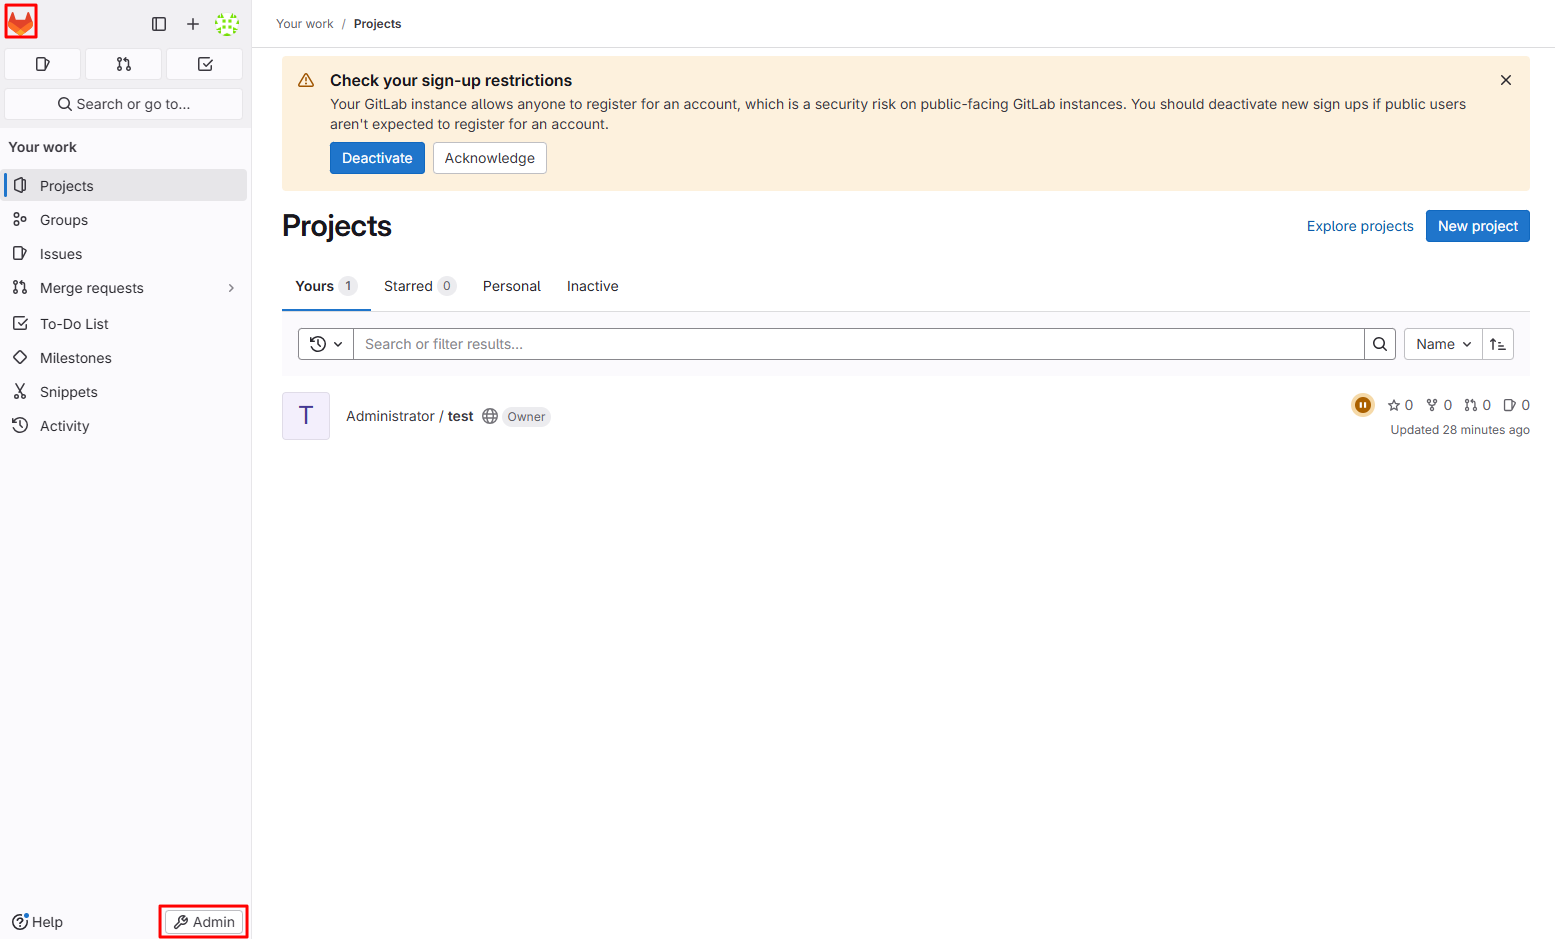 Your work / Projects
Search or go to...
Your work
Projects
Groups
Issues
Merge requests
To-Do List
Milestones
Snippets
Activity
Help
Admin
Check your sign-up restrictions
Your GitLab instance allows anyone to register for an account, which is a security risk on public-facing GitLab instances. You should deactivate new sign ups if public users
aren't expected to register for an account.
Deactivate Acknowledge
Projects
Explore projects New project
Yours 1 Starred 0 Personal Inactive
Search or filter results... Name
T Administrator / test Owner 0 0 0 0
Updated 28 minutes ago